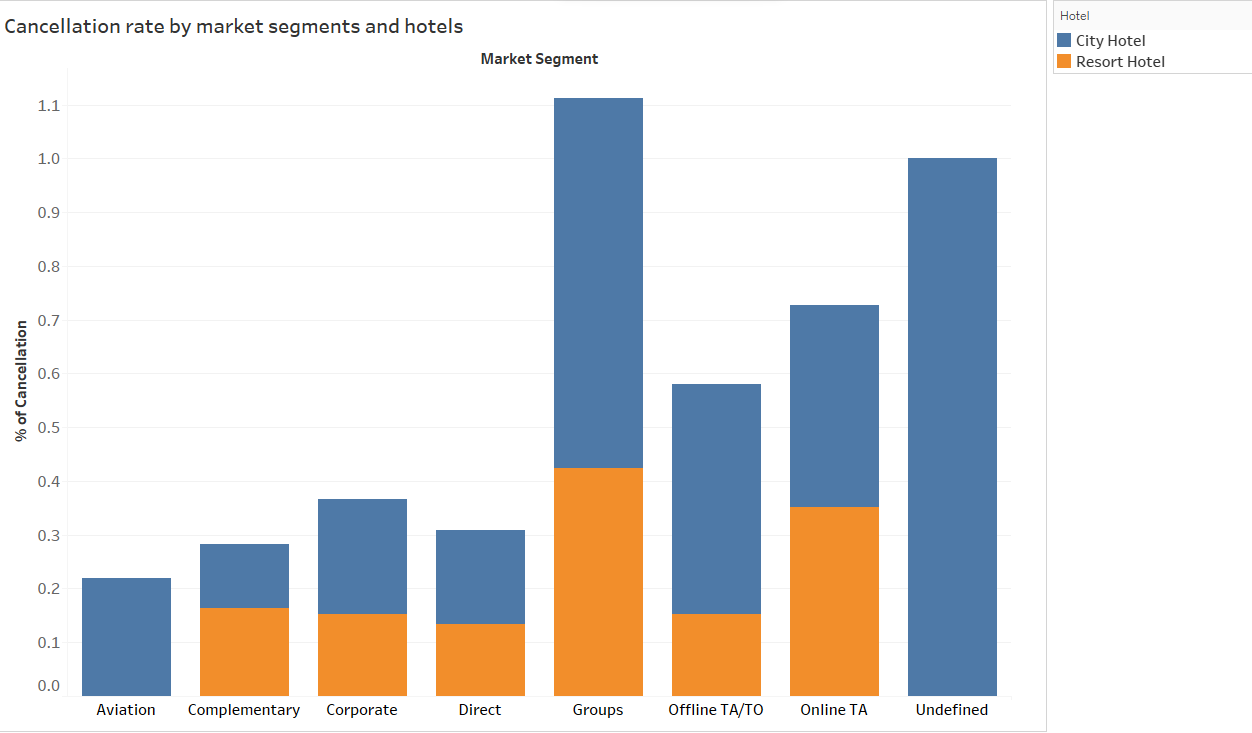 Cancellation rate by market segments and hotels
Market Segment
% of Cancellation
1.1
1.0
0.9
0.8
0.7
0.6
0.5
0.4
0.3
0.2
0.1
0.0
Aviation Complementary Corporate Direct Groups Offline TA/TO Online TA Undefined
Hotel
City Hotel
Resort Hotel